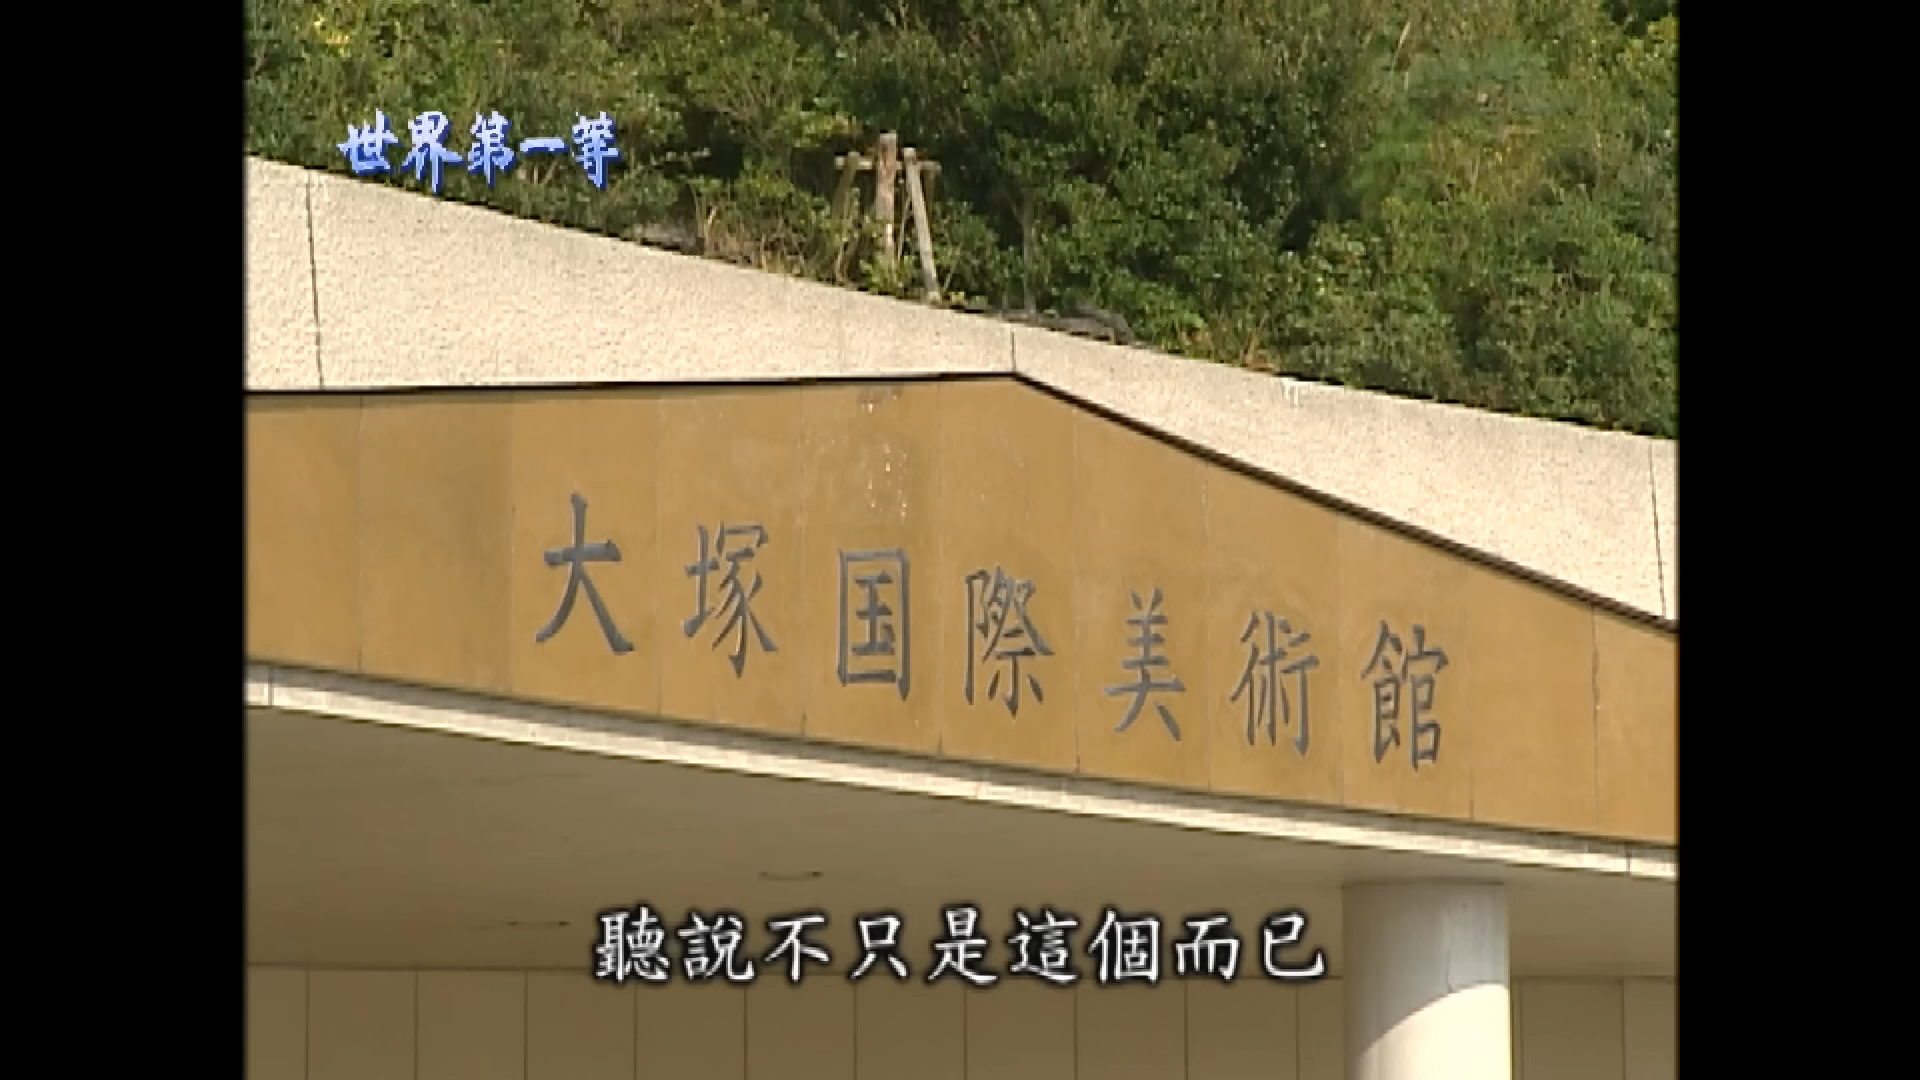 世界第一等
大塚国際美術館
聽說不只是這個而已